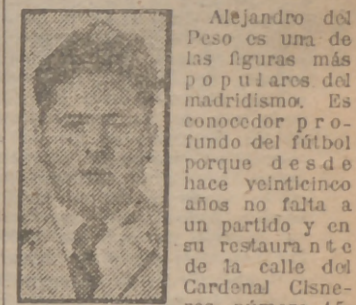 Alejandro del
Peso es una de
las figuras más
populares del
madridismo. Es
conocedor pro-
fundo del fútbol
porque desde
hace veinticinco
años no falta a
un partido y en
su restaurante
de la calle del
Cardenal Cisne-